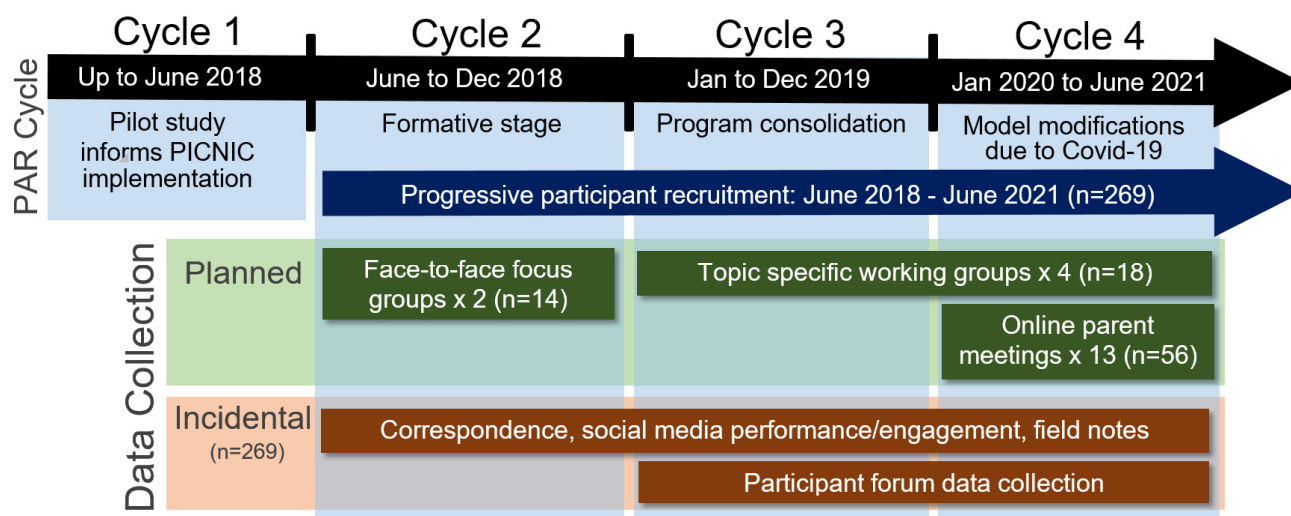 Cycle 1
Cycle 2
Cycle 3
Cycle 4
PAR Cycle
Up to June 2018
June to Dec 2018
Jan to Dec 2019
Jan 2020 to June 2021
Pilot study
informs PICNIC
implementation
Formative stage
Program consolidation
Model modifications
due to Covid-19
Progressive participant recruitment: June 2018 - June 2021 (n=269)
Data Collection
Planned
Face-to-face focus
groups x 2 (n=14)
Topic specific working groups x 4 (n=18)
Online parent
meetings x 13 (n=56)
Incidental
(n=269)
Correspondence, social media performance/engagement, field notes
Participant forum data collection